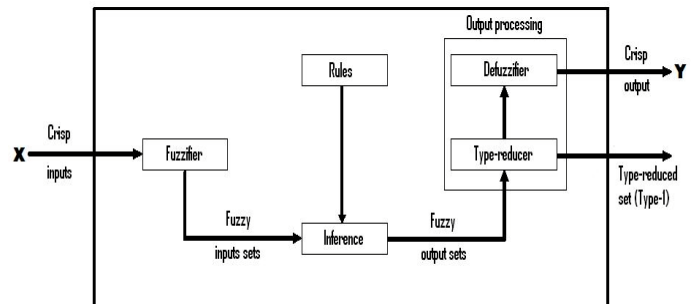 Output processing
Rules
Defuzzifier
Crisp
output
Y
Crisp
inputs
X
Fuzzifier
Type-reducer
Type-reduced
set (Type-1)
Fuzzy
inputs sets
Inference
Fuzzy
output sets